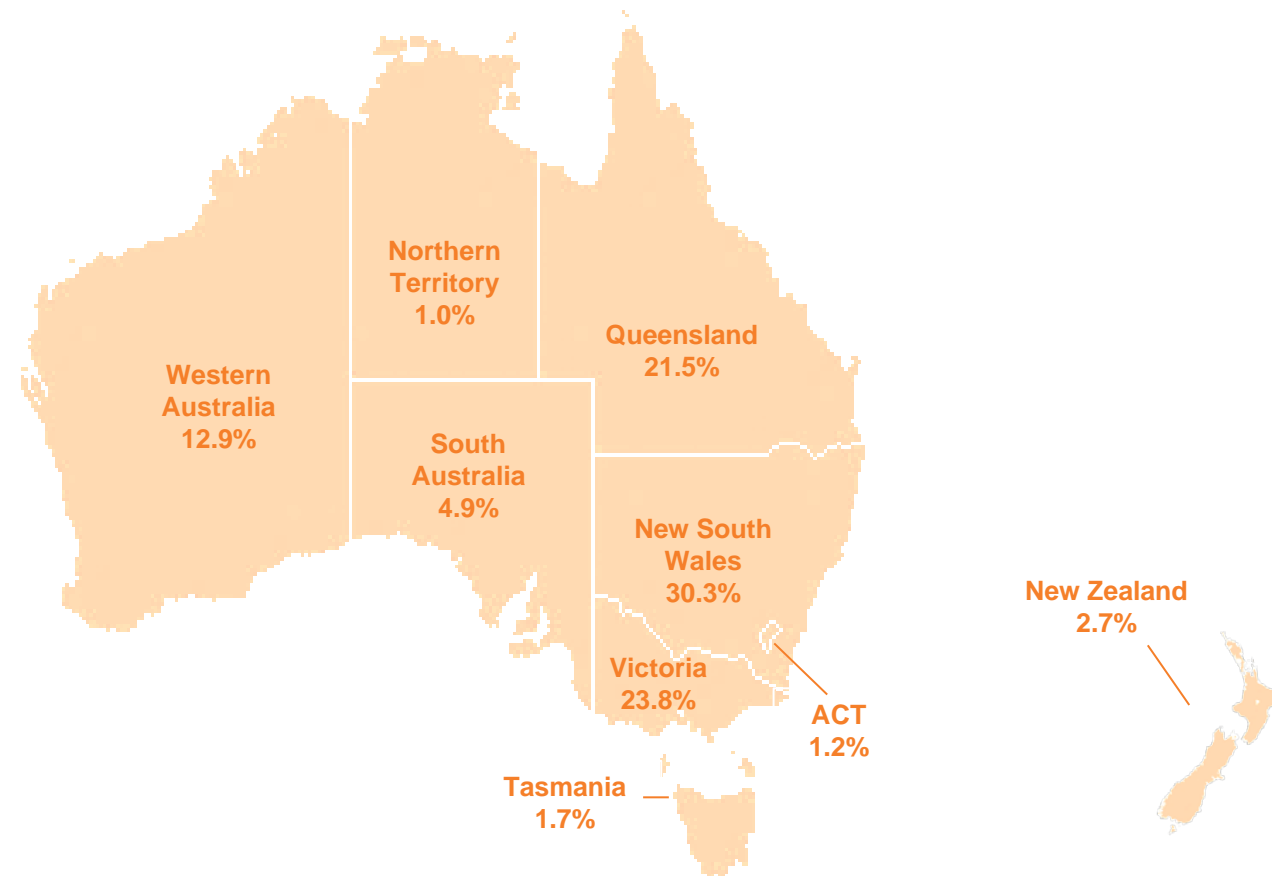 Northern
Territory
1.0%
Queensland
21.5%
Western
Australia
12.9%
South
Australia
4.9%
New South
Wales
30.3%
New Zealand
2.7%
Victoria
23.8%
ACT
1.2%
Tasmania
1.7%